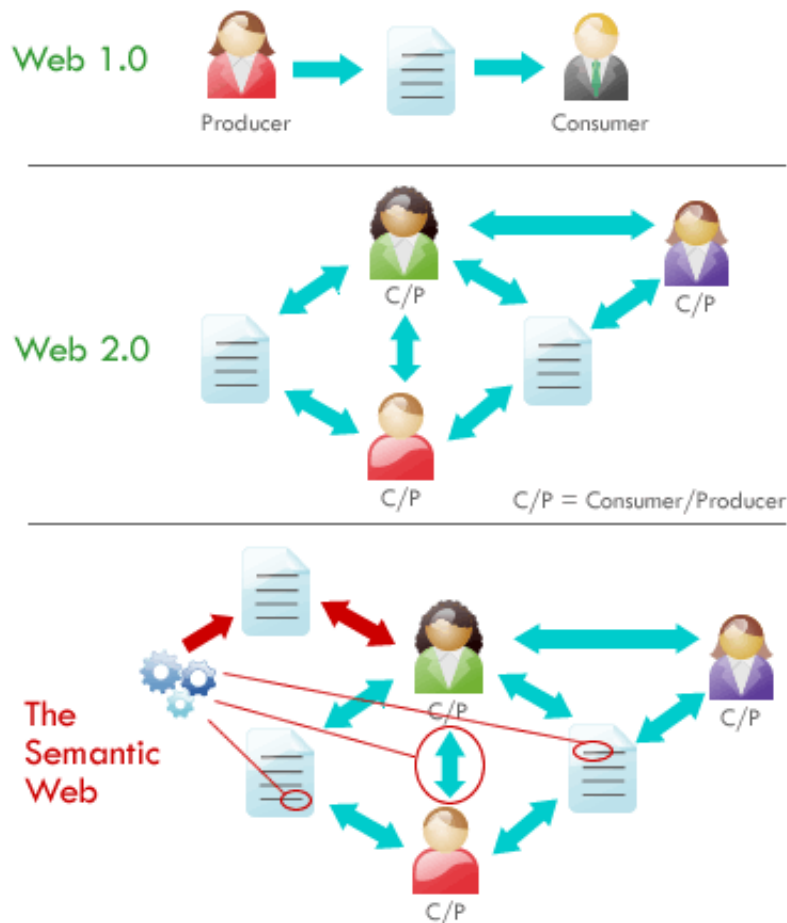 Web 1.0
Producer
Consumer
C/P
C/P
Web 2.0
C/P
C/P = Consumer/Producer
C/P
C/P
The
Semantic
Web
C/P